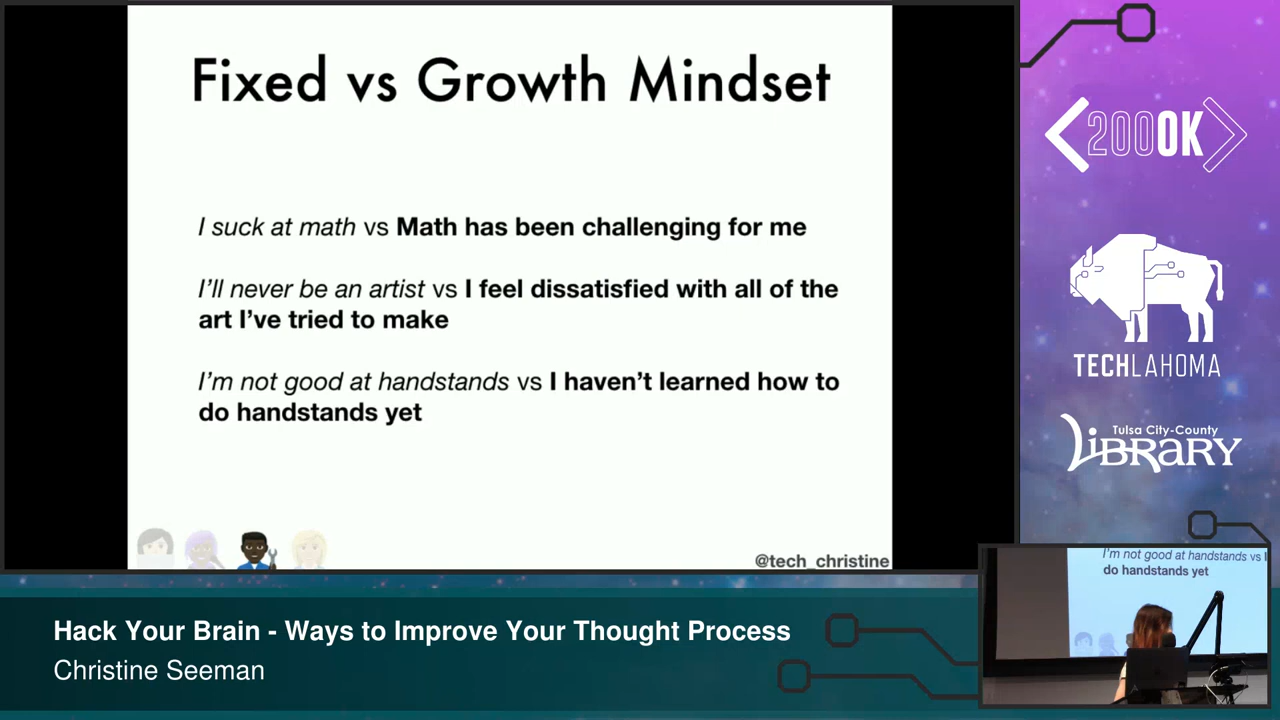 Fixed vs Growth Mindset
I suck at math vs Math has been challenging for me
I'll never be an artist vs I feel dissatisfied with all of the
art I've tried to make
I'm not good at handstands vs I haven't learned how to
do handstands yet
@tech_christine
200OK
TECHLAHOMA
Tulsa City-County
LIBRARY
I'm not good at handstands vs I
do handstands yet
Hack Your Brain - Ways to Improve Your Thought Process
Christine Seeman